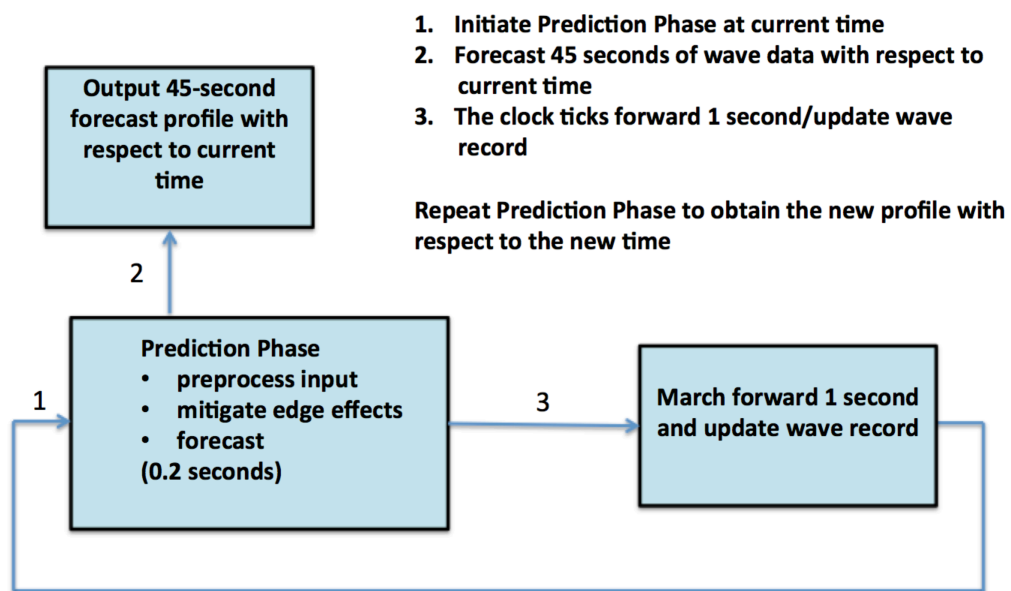 1. Initiate Prediction Phase at current time
2. Forecast 45 seconds of wave data with respect to
current time
3. The clock ticks forward 1 second/update wave
record
Repeat Prediction Phase to obtain the new profile with
respect to the new time
Output 45-second
forecast profile with
respect to current
time
2
1
Prediction Phase
• preprocess input
• mitigate edge effects
• forecast
(0.2 seconds)
3
March forward 1 second
and update wave record